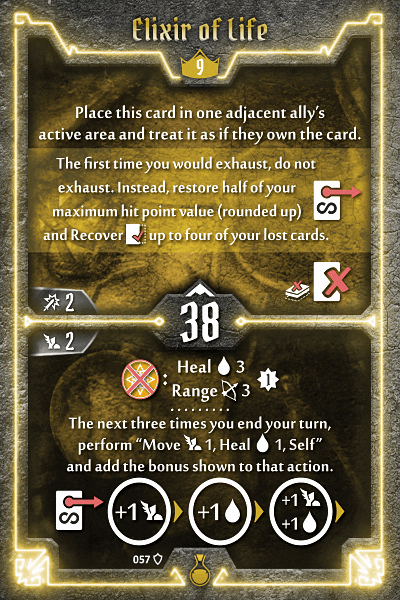 Elixir of Life
9
Place this card in one adjacent ally's
active area and treat it as if they own the card.
The first time you would exhaust, do not
exhaust. Instead, restore half of your
maximum hit point value (rounded up)
and Recover up to four of your lost cards.
S
2
38
2
: Heal 3
Range 3
The next three times you end your turn,
perform “Move 1, Heal 1, Self”
and add the bonus shown to that action.
S +1 +1 +1
+1
057